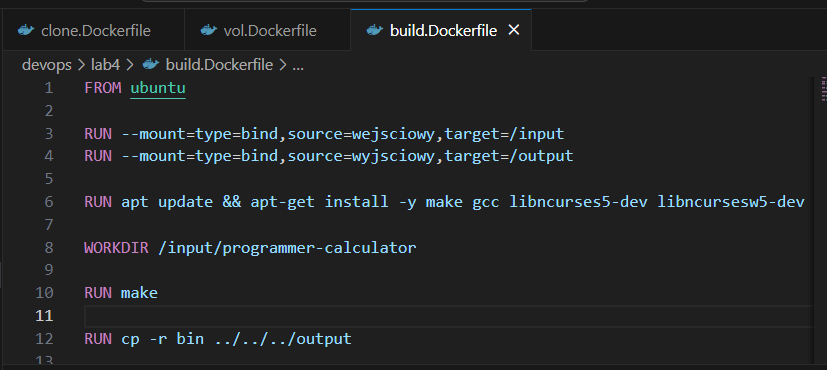 clone.Dockerfile vol.Dockerfile build.Dockerfile
devops > lab4 > build.Dockerfile > ...
1 FROM ubuntu
2
3 RUN --mount=type=bind,source=wejsciowy,target=/input
4 RUN --mount=type=bind,source=wyjsciowy,target=/output
5
6 RUN apt update && apt-get install -y make gcc libncurses5-dev libncursesw5-dev
7
8 WORKDIR /input/programmer-calculator
9
10 RUN make
11
12 RUN cp -r bin ../../../output
13